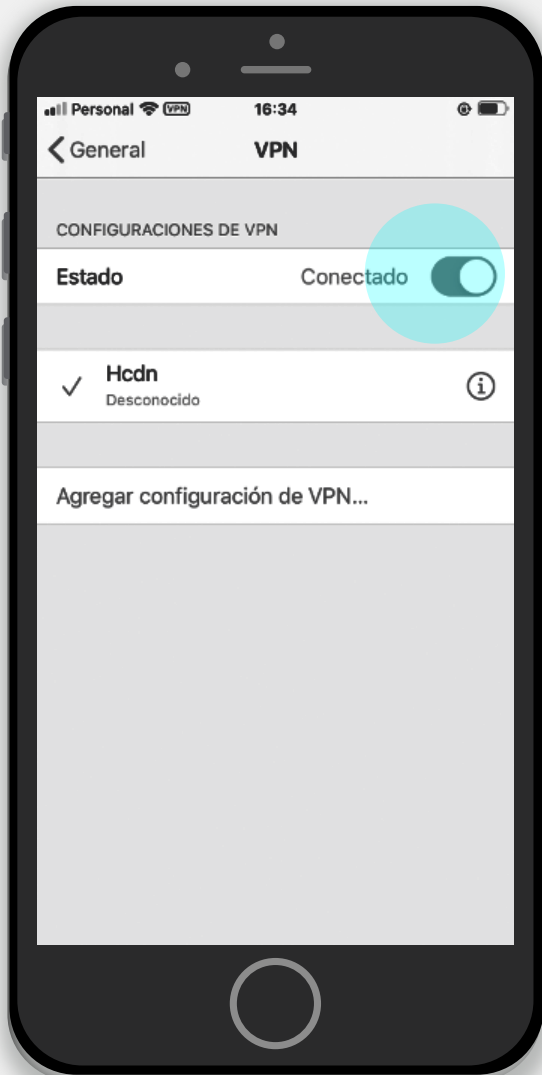 Personal VPN 16:34
General VPN
CONFIGURACIONES DE VPN
Estado Conectado
Hcdn
Desconocido
Agregar configuración de VPN...